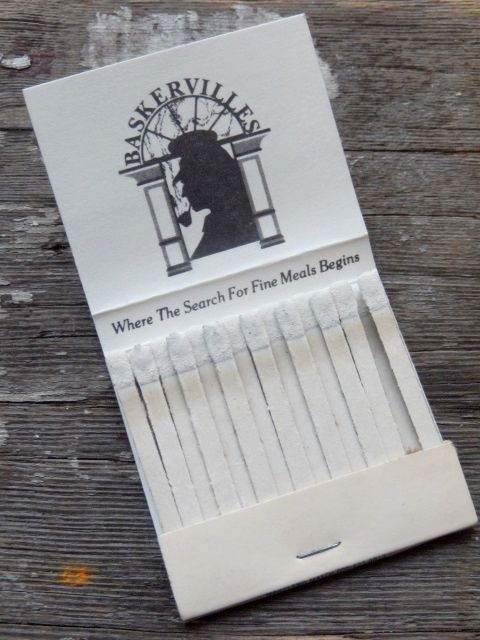 BASKERVILLES
Where The Search For Fine Meals Begins